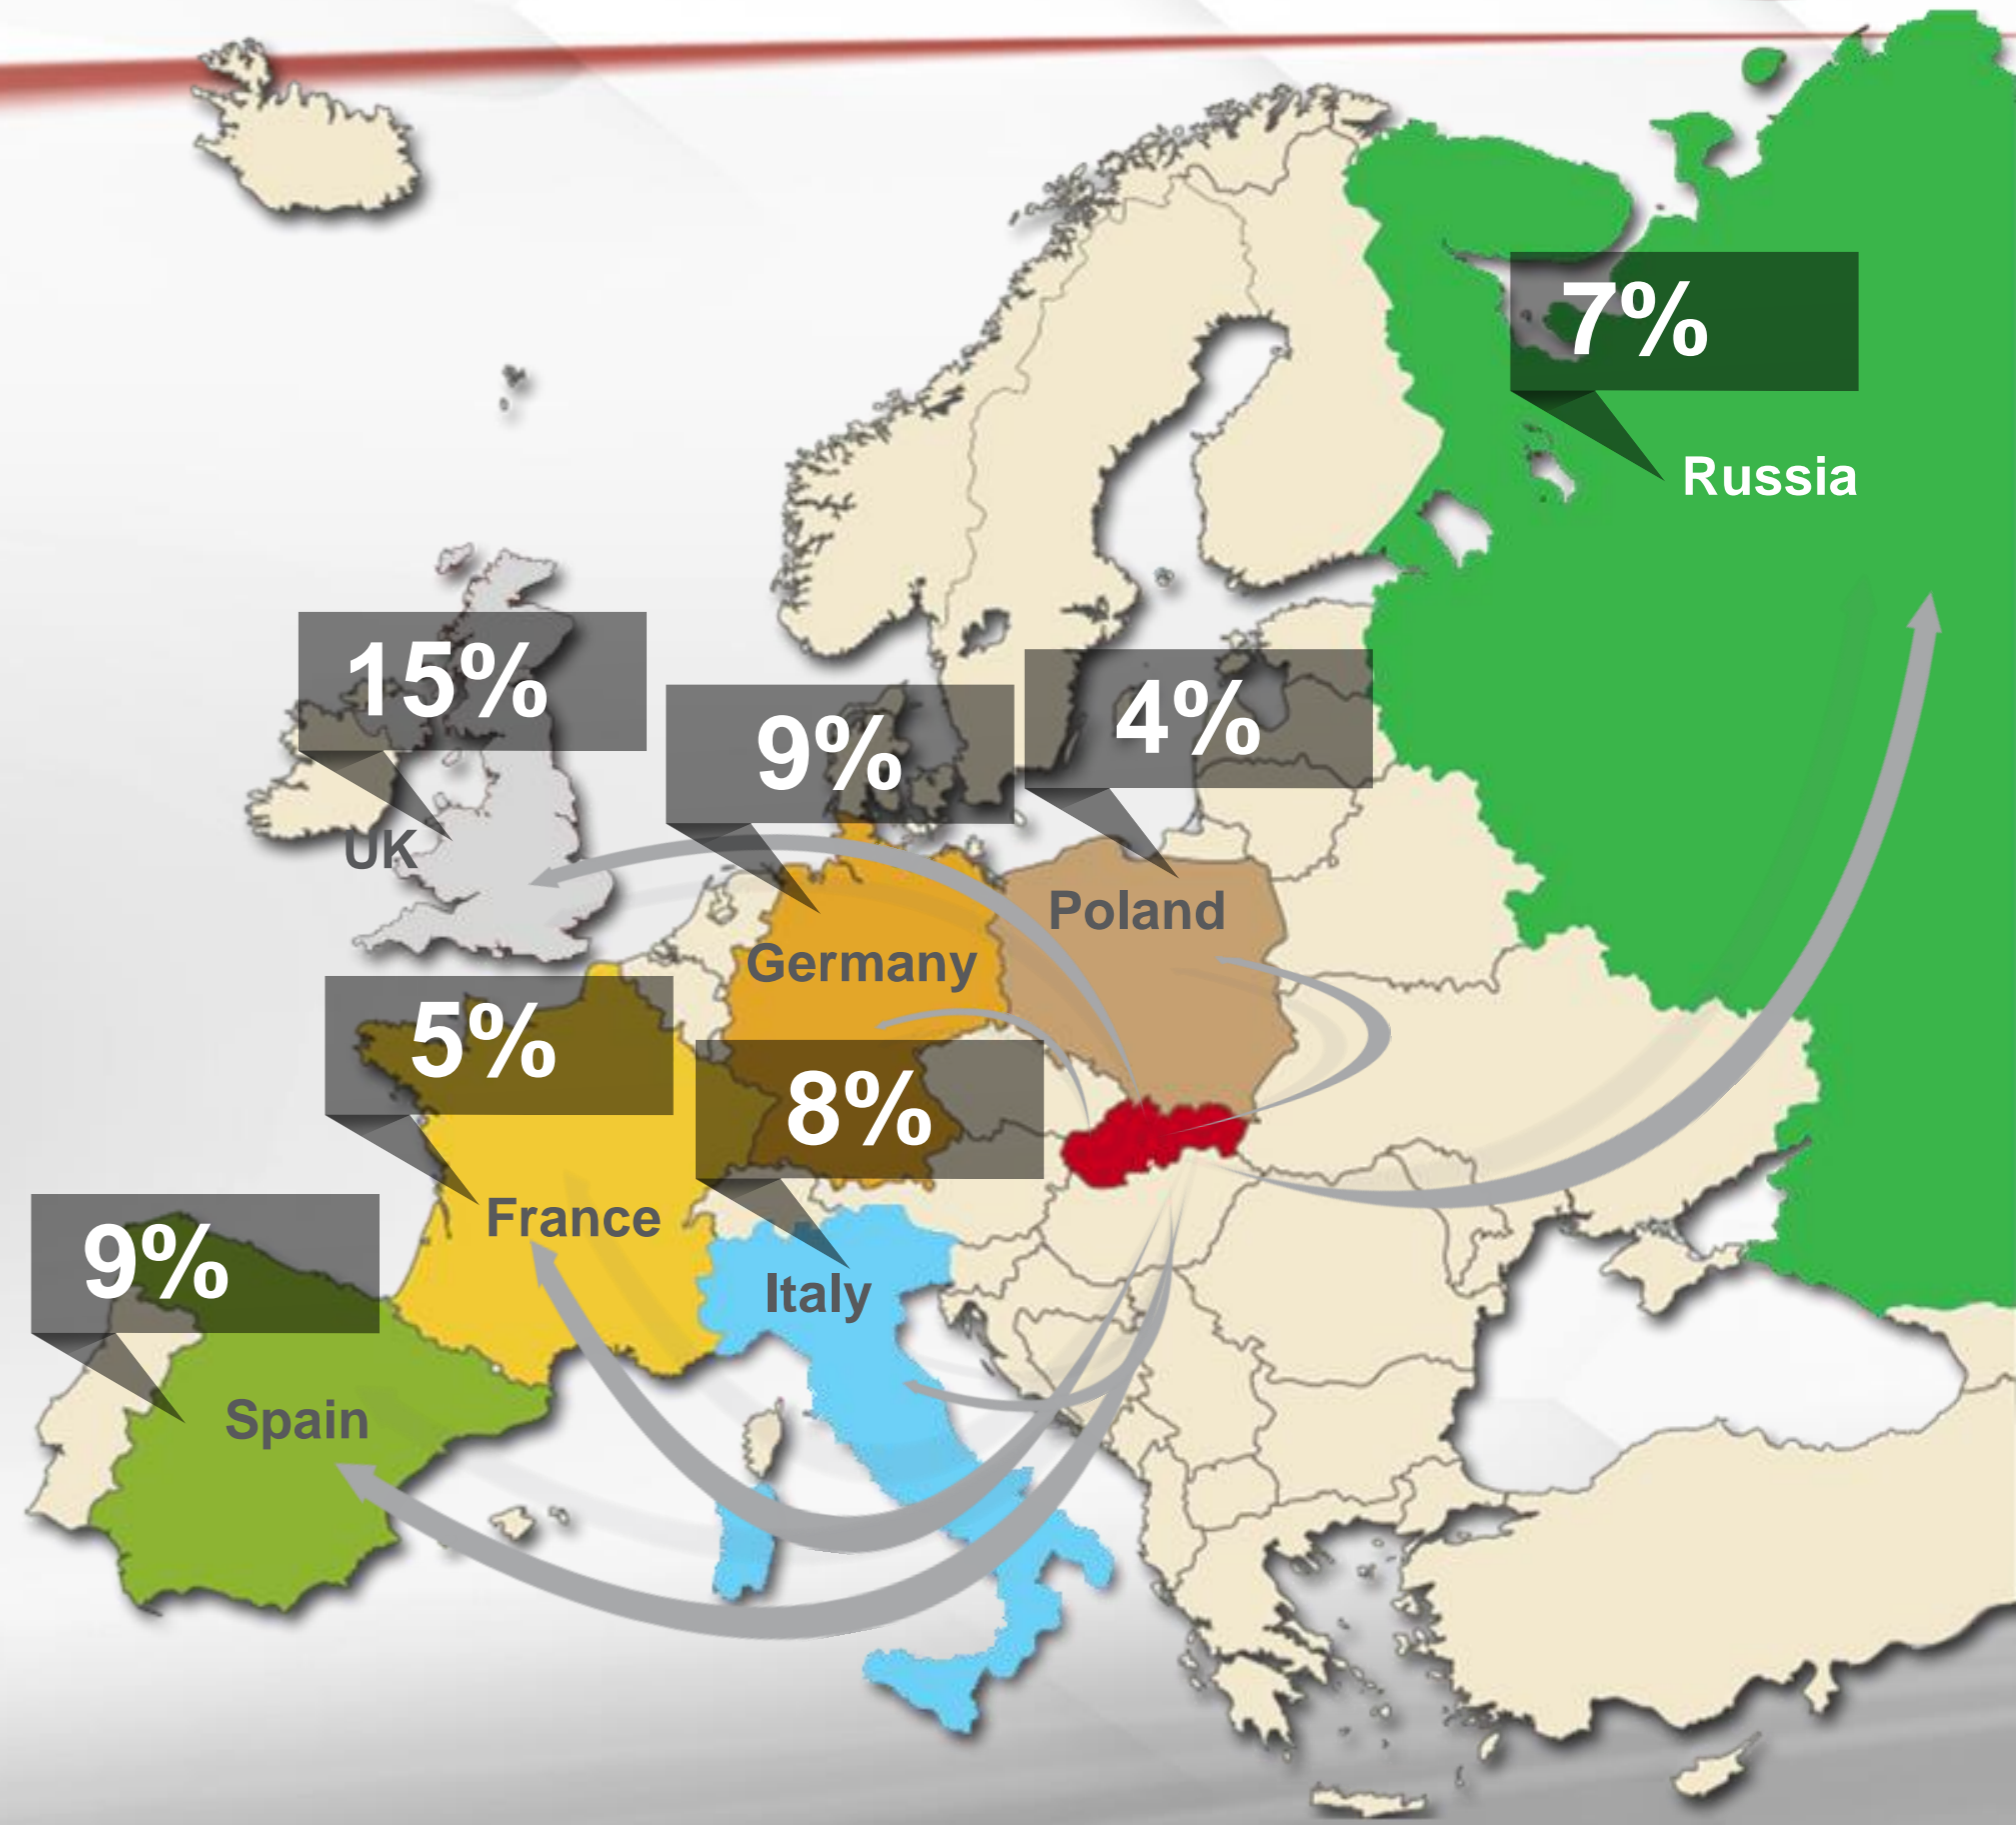 7%
Russia
15%
UK
9%
Germany
4%
Poland
5%
France
8%
Italy
9%
Spain